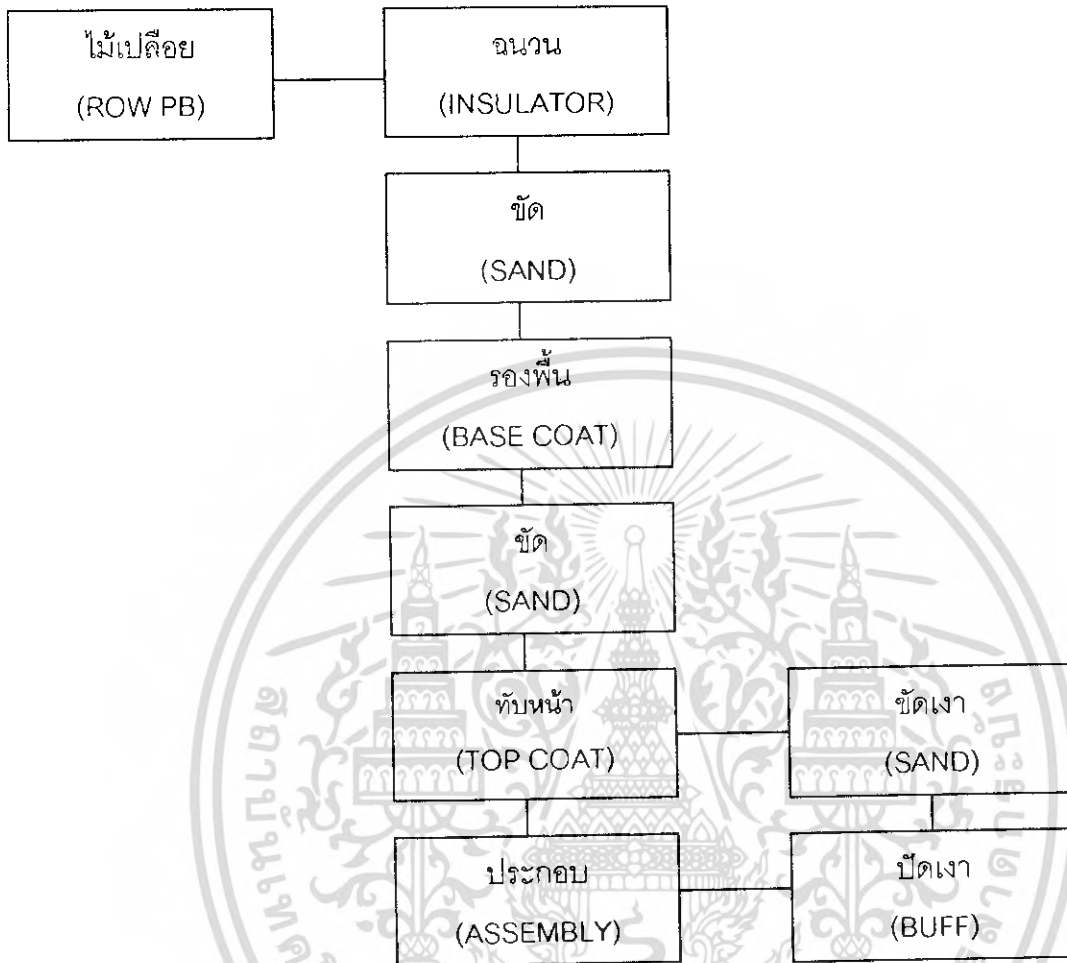 ไม้เปลือย
(ROW PB)
ฉนวน
(INSULATOR)
ขัด
(SAND)
รองพื้น
(BASE COAT)
ขัด
(SAND)
ทับหน้า
(TOP COAT)
ขัดเงา
(SAND)
ประกอบ
(ASSEMBLY)
ปัดเงา
(BUFF)